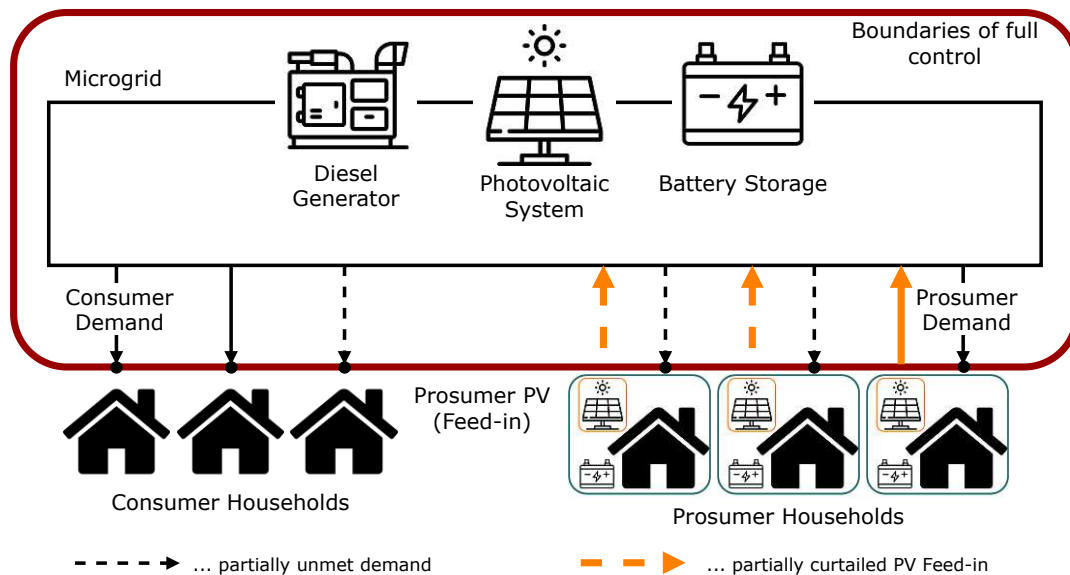 Boundaries of full
control
Microgrid
Diesel
Generator
Photovoltaic
System
Battery Storage
Consumer
Demand
Prosumer
Demand
Prosumer PV
(Feed-in)
Consumer Households
Prosumer Households
... partially unmet demand
... partially curtailed PV Feed-in